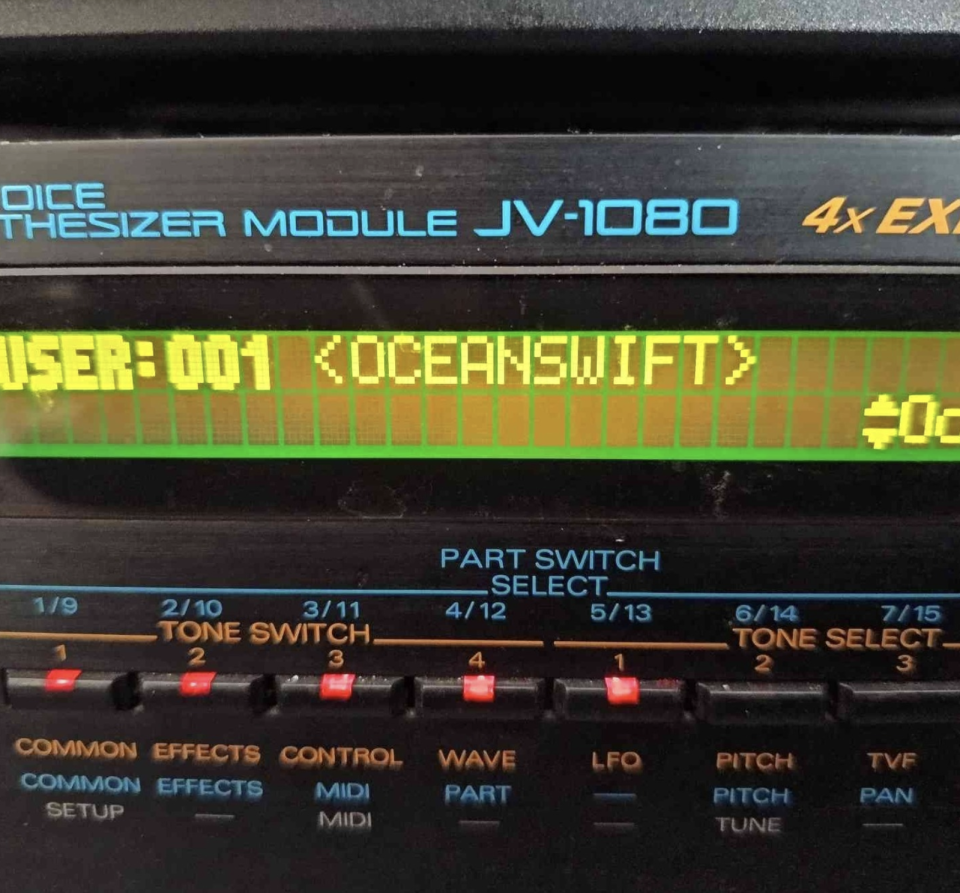 OICE
THESIZER MODULE JV-1080 4x EX
USER:001 <OCEANSWIFT>
PART SWITCH
SELECT
1/9 2/10 3/11 4/12 5/13 6/14 7/15
TONE SWITCH TONE SELECT
1 2 3 4 1 2 3
COMMON EFFECTS CONTROL WAVE LFO PITCH TVF
COMMON EFFECTS MIDI PART — PITCH PAN
SETUP — MIDI — — TUNE —